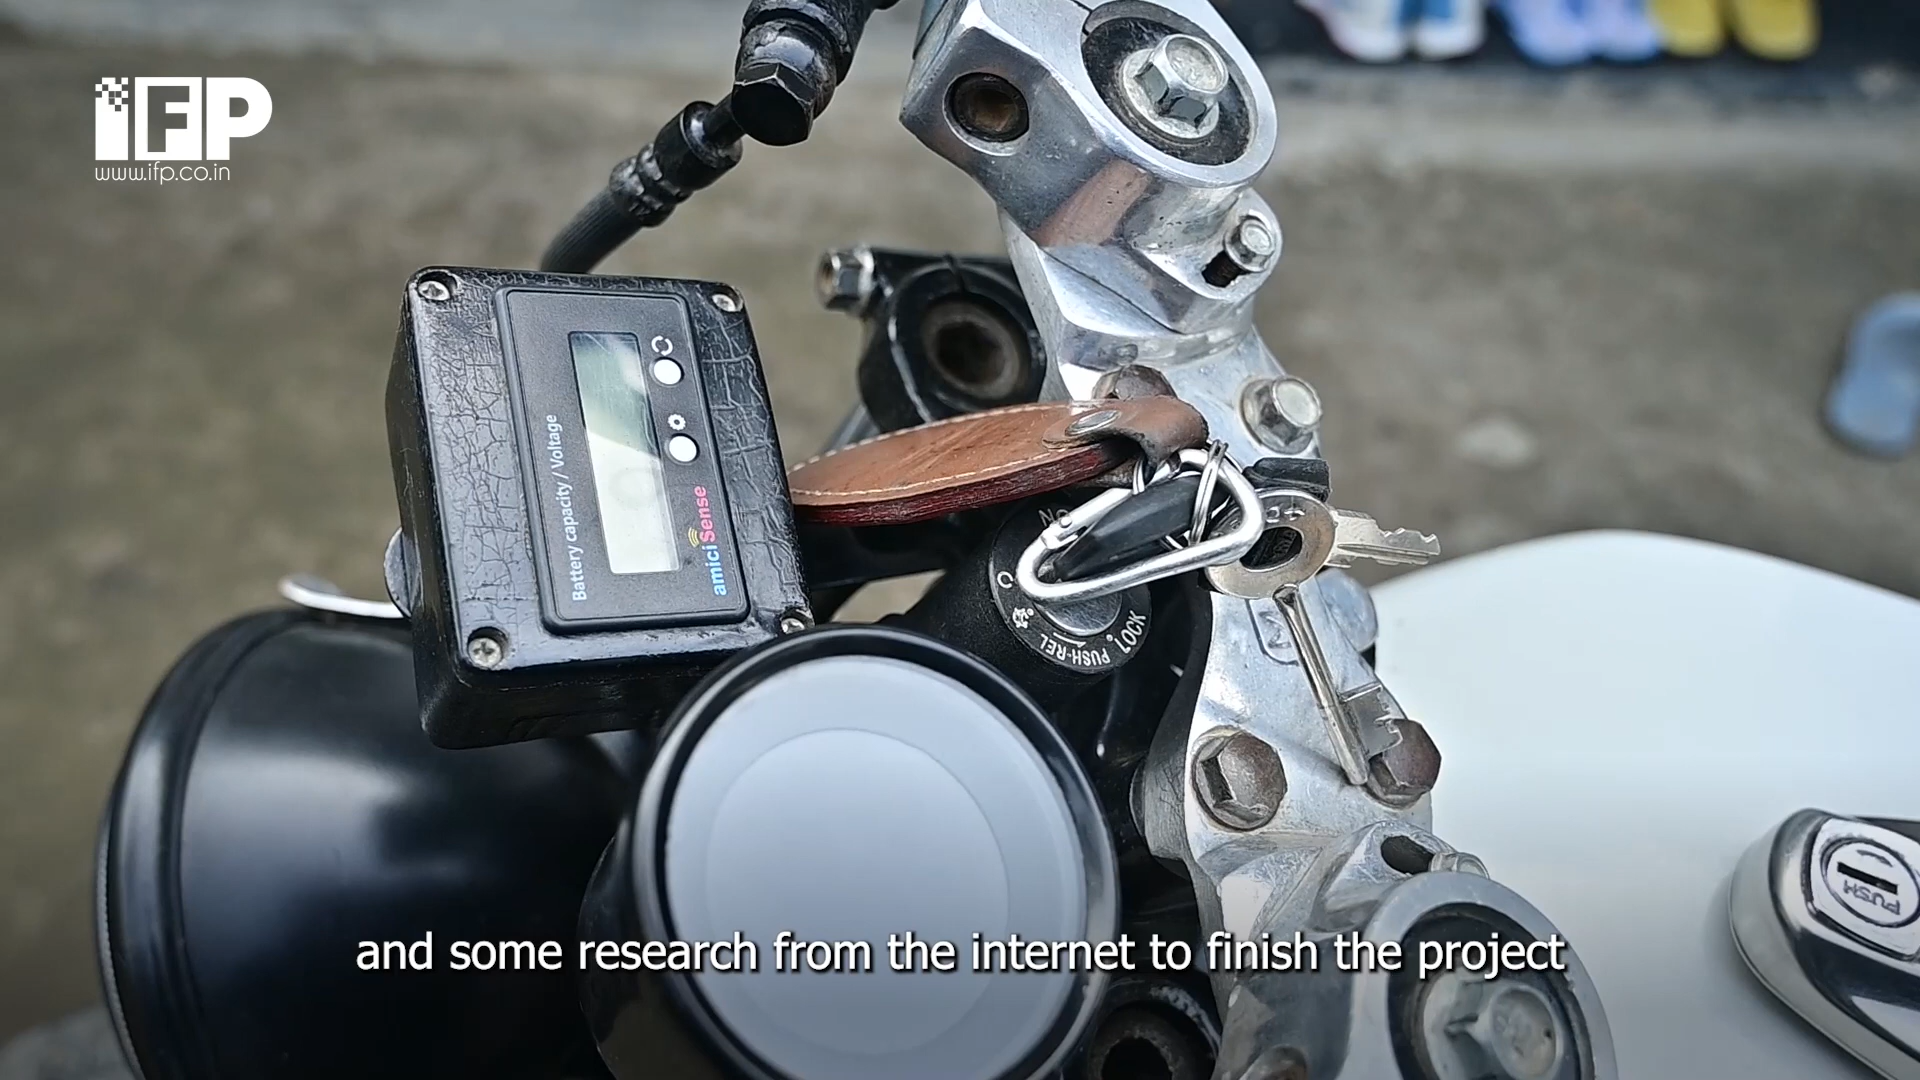 iFP
www.ifp.co.in
Battery capacity / Voltage
amiciSense
LOCK
PUSH-REL
PUSH
and some research from the internet to finish the project